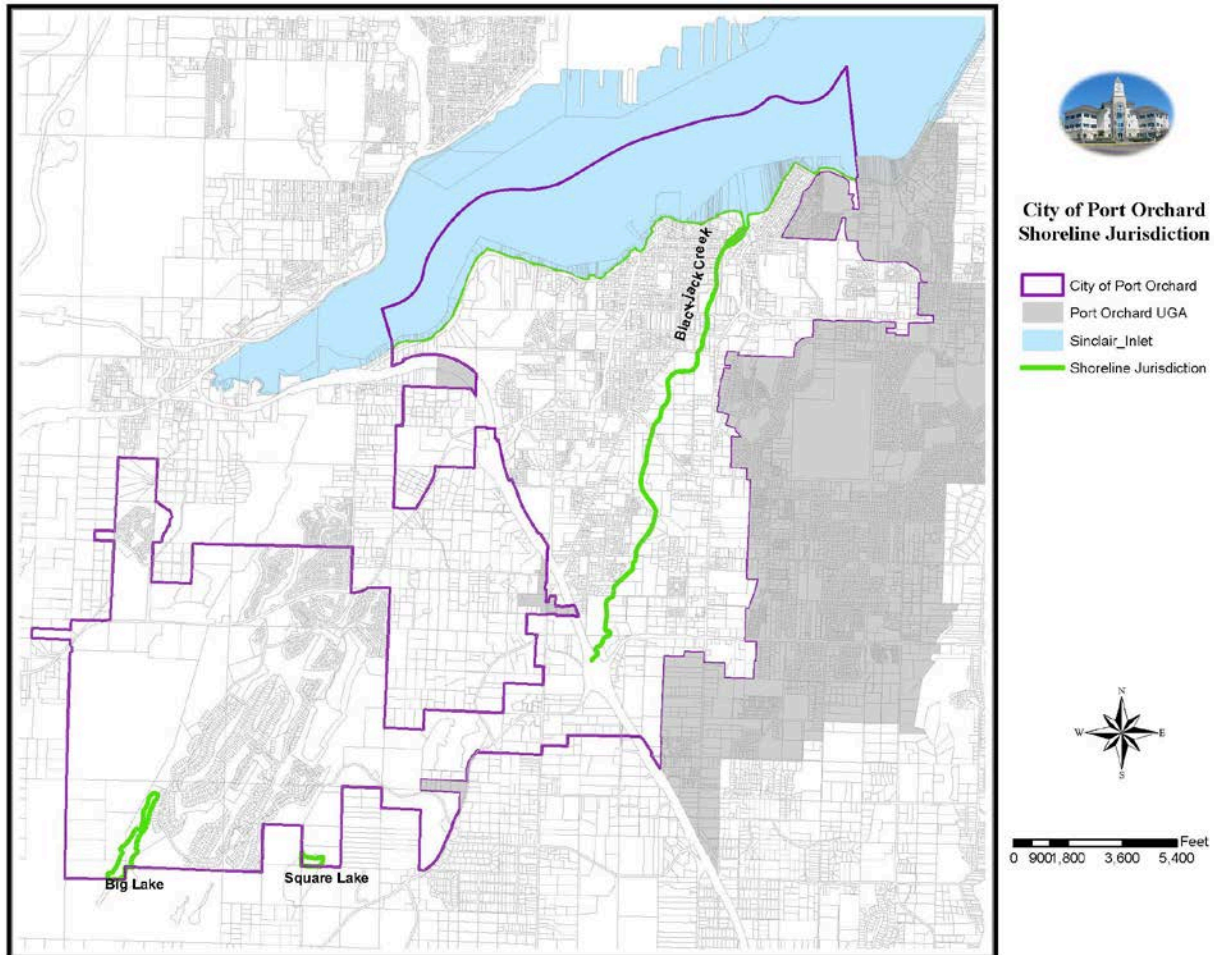 City of Port Orchard
Shoreline Jurisdiction
City of Port Orchard
Port Orchard UGA
Sinclair_Inlet
Shoreline Jurisdiction
BlackJack Creek
Big Lake
Square Lake
N
W
E
S
Feet
0 9001,800 3,600 5,400